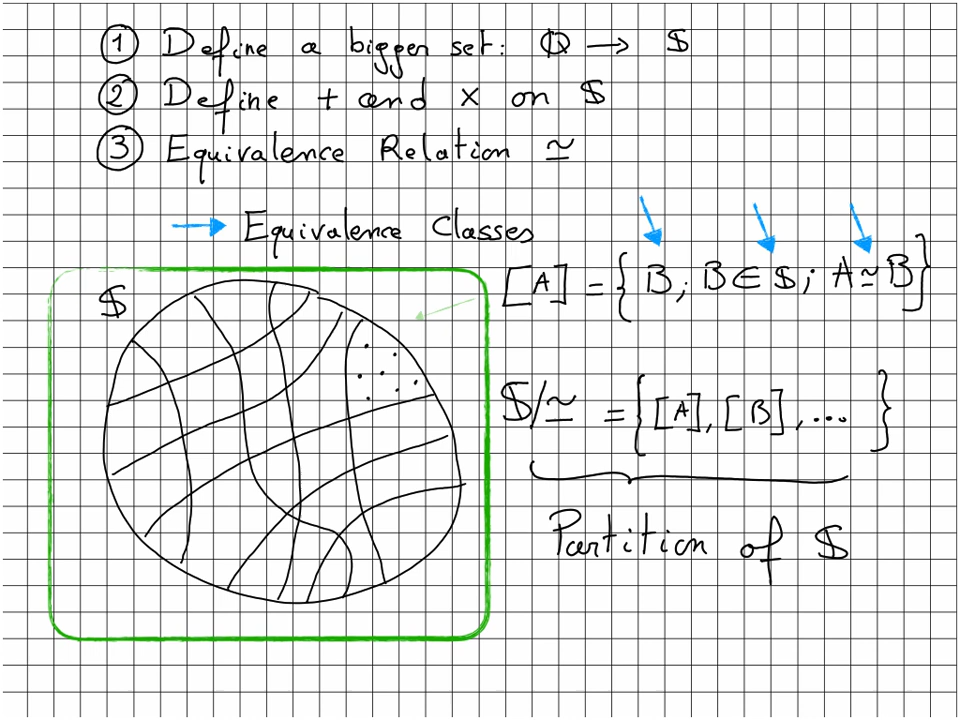 ① Define a bigger set: ℚ → $
② Define + and × on $
③ Equivalence Relation ≃
→ Equivalence Classes
[A] = { B; B ∈ $; A ≃ B }
$
$/≃ = { [A], [B], ... }
Partition of $